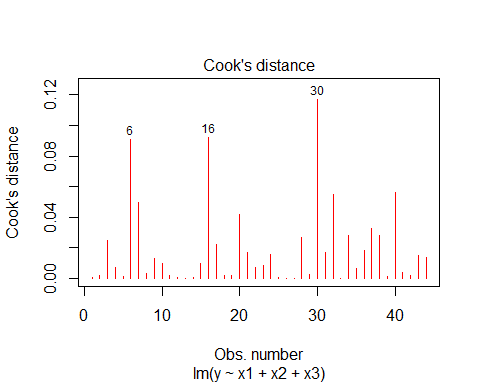 Cook's distance
Cook's distance
0.00 0.04 0.08 0.12
6
16
30
0 10 20 30 40
Obs. number
lm(y ~ x1 + x2 + x3)